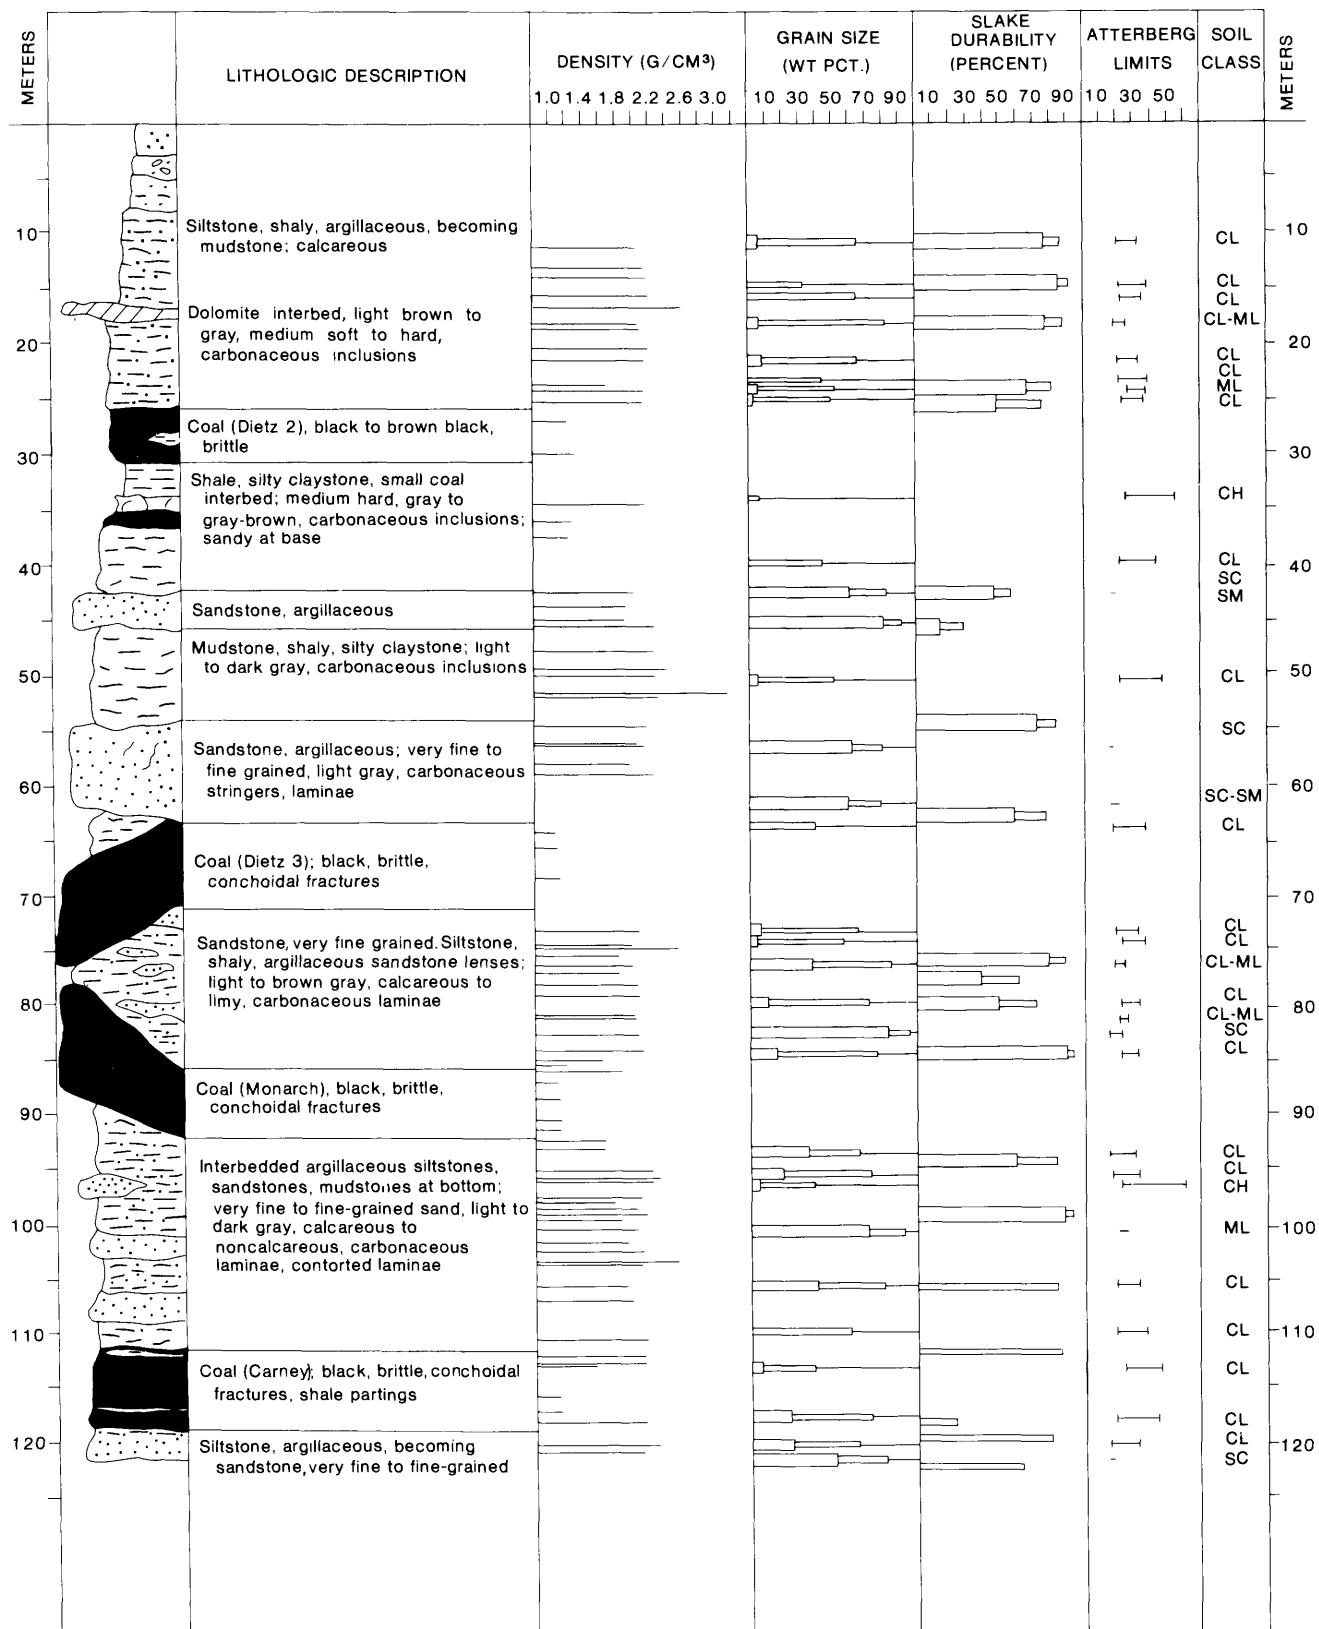 METERS
LITHOLOGIC DESCRIPTION
DENSITY (G/CM³)
1.0 1.4 1.8 2.2 2.6 3.0
GRAIN SIZE
(WT PCT.)
10 30 50 70 90
SLAKE
DURABILITY
(PERCENT)
10 30 50 70 90
ATTERBERG
LIMITS
10 30 50
SOIL
CLASS
METERS
10
20
30
40
50
60
70
80
90
100
110
120
Siltstone, shaly, argillaceous, becoming
mudstone; calcareous
Dolomite interbed, light brown to
gray, medium soft to hard,
carbonaceous inclusions
Coal (Dietz 2), black to brown black,
brittle
Shale, silty claystone, small coal
interbed; medium hard, gray to
gray-brown, carbonaceous inclusions;
sandy at base
Sandstone, argillaceous
Mudstone, shaly, silty claystone; light
to dark gray, carbonaceous inclusions
Sandstone, argillaceous; very fine to
fine grained, light gray, carbonaceous
stringers, laminae
Coal (Dietz 3); black, brittle,
conchoidal fractures
Sandstone, very fine grained. Siltstone,
shaly, argillaceous sandstone lenses;
light to brown gray, calcareous to
limy, carbonaceous laminae
Coal (Monarch), black, brittle,
conchoidal fractures
Interbedded argillaceous siltstones,
sandstones, mudstones at bottom;
very fine to fine-grained sand, light to
dark gray, calcareous to
noncalcareous, carbonaceous
laminae, contorted laminae
Coal (Carney); black, brittle, conchoidal
fractures, shale partings
Siltstone, argillaceous, becoming
sandstone, very fine to fine-grained
CL
CL
CL
CL-ML
CL
CL
ML
CL
CH
CL
SC
SM
CL
SC
SC-SM
CL
CL
CL
CL-ML
CL
CL-ML
SC
CL
CL
CL
CH
ML
CL
CL
CL
CL
CL
SC
10
20
30
40
50
60
70
80
90
100
110
120